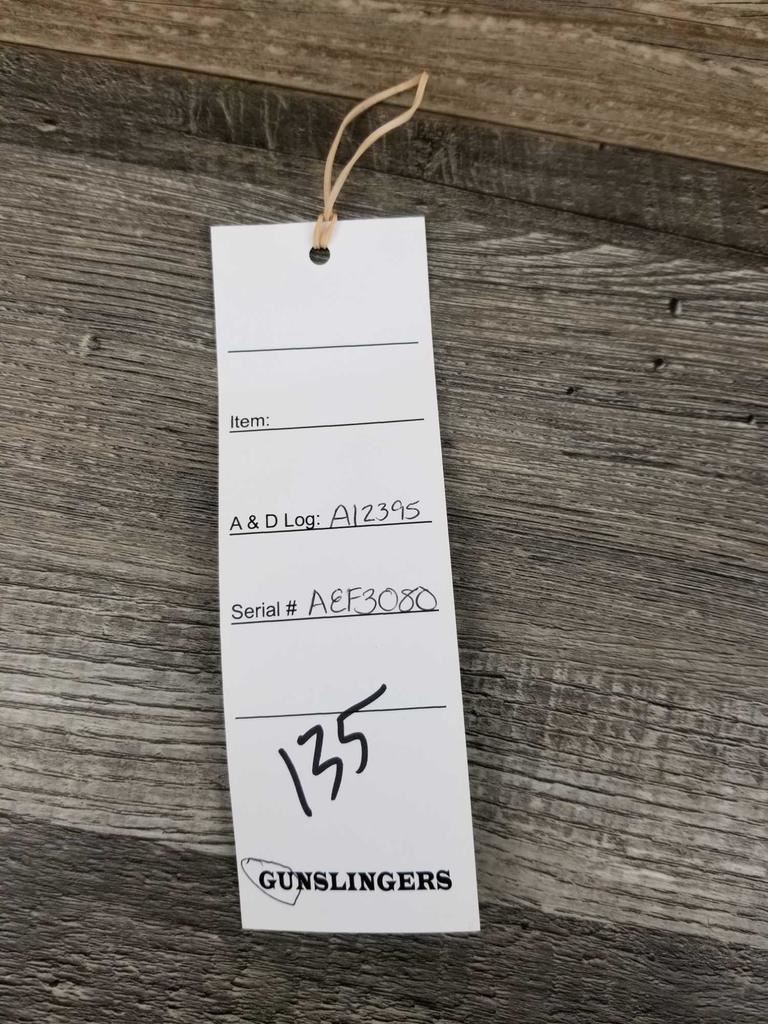 Item:
A & D Log: A12395
Serial # AEF3080
135
GUNSLINGERS